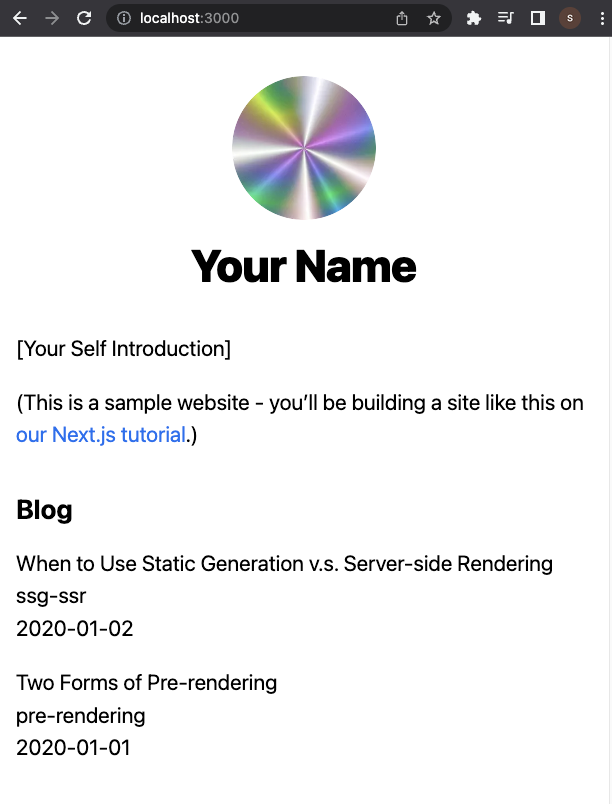 localhost:3000
s
Your Name
[Your Self Introduction]
(This is a sample website - you’ll be building a site like this on
our Next.js tutorial.)
Blog
When to Use Static Generation v.s. Server-side Rendering
ssg-ssr
2020-01-02
Two Forms of Pre-rendering
pre-rendering
2020-01-01